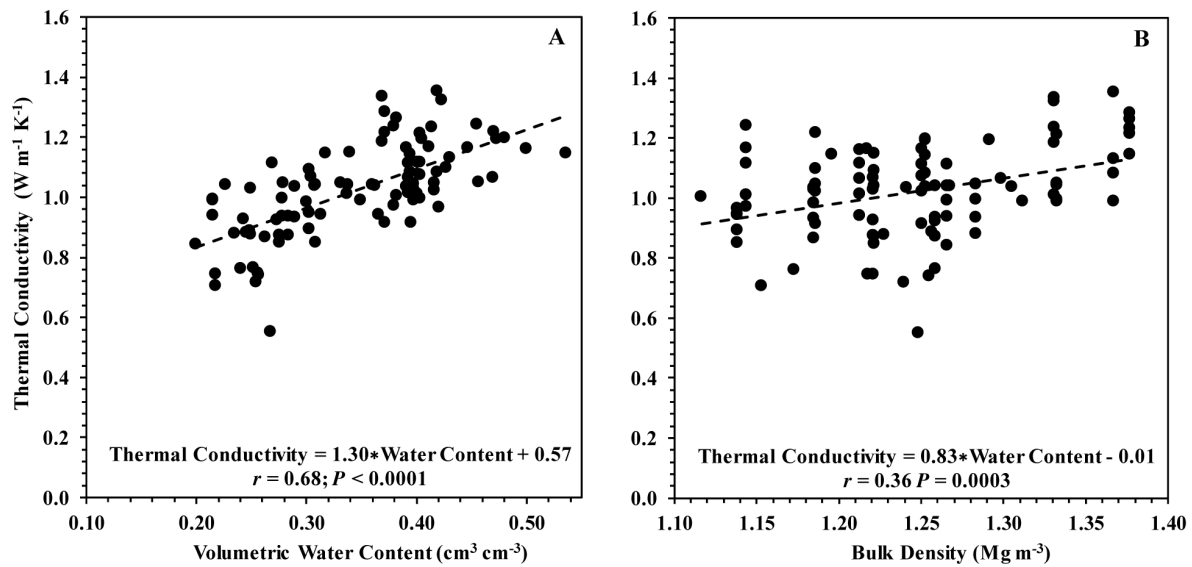 A
1.6
1.4
1.2
1.0
0.8
0.6
0.4
0.2
0.0
Thermal Conductivity (W m⁻¹ K⁻¹)
Thermal Conductivity = 1.30*Water Content + 0.57
r = 0.68; P < 0.0001
0.10 0.20 0.30 0.40 0.50
Volumetric Water Content (cm³ cm⁻³)
B
1.6
1.4
1.2
1.0
0.8
0.6
0.4
0.2
0.0
Thermal Conductivity = 0.83*Water Content - 0.01
r = 0.36 P = 0.0003
1.10 1.15 1.20 1.25 1.30 1.35 1.40
Bulk Density (Mg m⁻³)